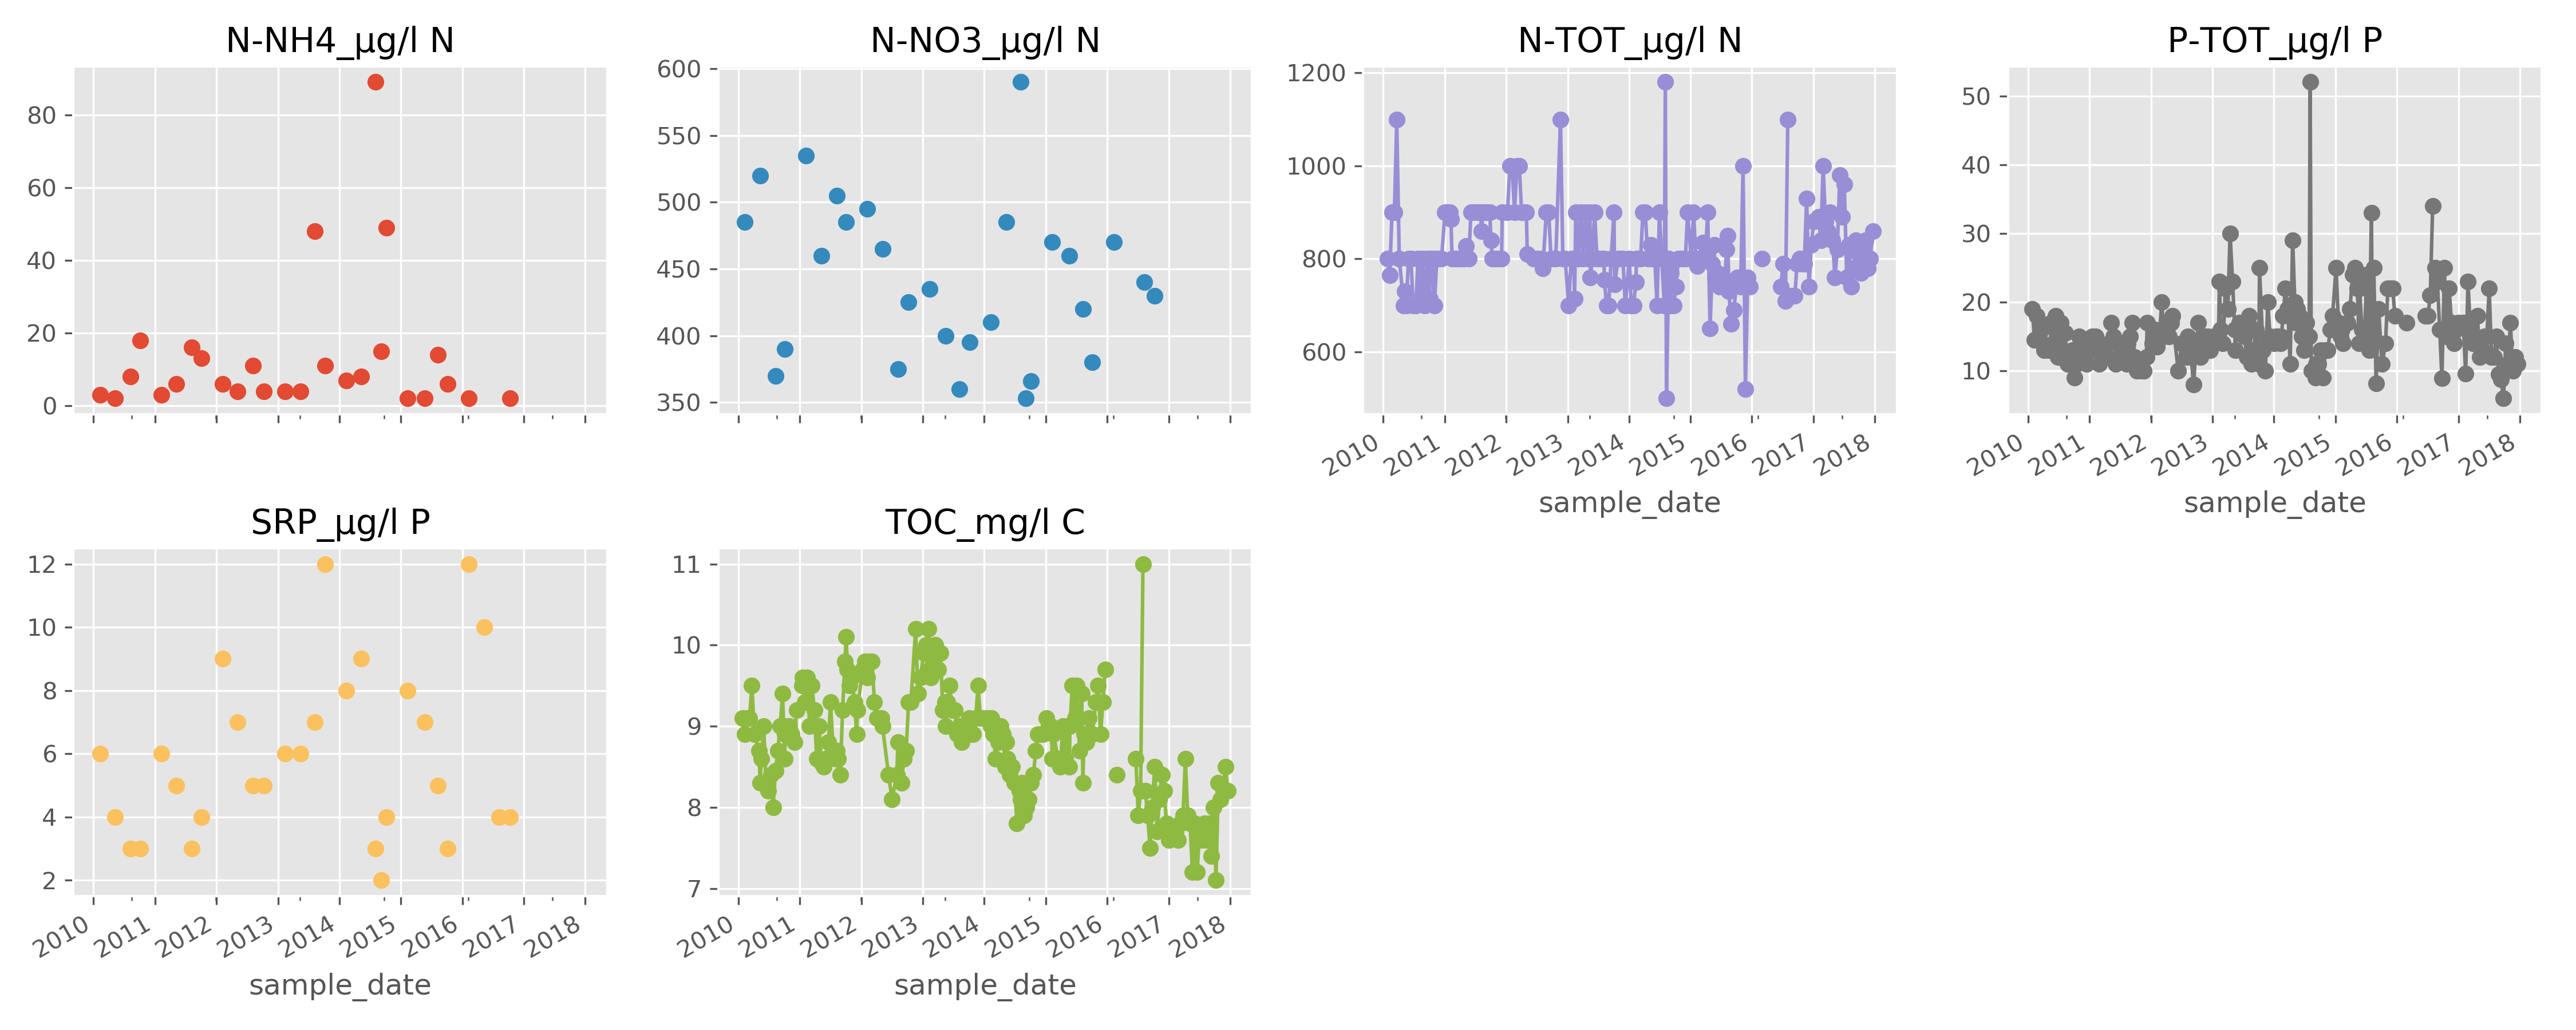 N-NH4_µg/l N
80
60
40
20
0
N-NO3_µg/l N
600
550
500
450
400
350
N-TOT_µg/l N
1200
1000
800
600
2010 2011 2012 2013 2014 2015 2016 2017 2018
sample_date
P-TOT_µg/l P
50
40
30
20
10
2010 2011 2012 2013 2014 2015 2016 2017 2018
sample_date
SRP_µg/l P
12
10
8
6
4
2
2010 2011 2012 2013 2014 2015 2016 2017 2018
sample_date
TOC_mg/l C
11
10
9
8
7
2010 2011 2012 2013 2014 2015 2016 2017 2018
sample_date